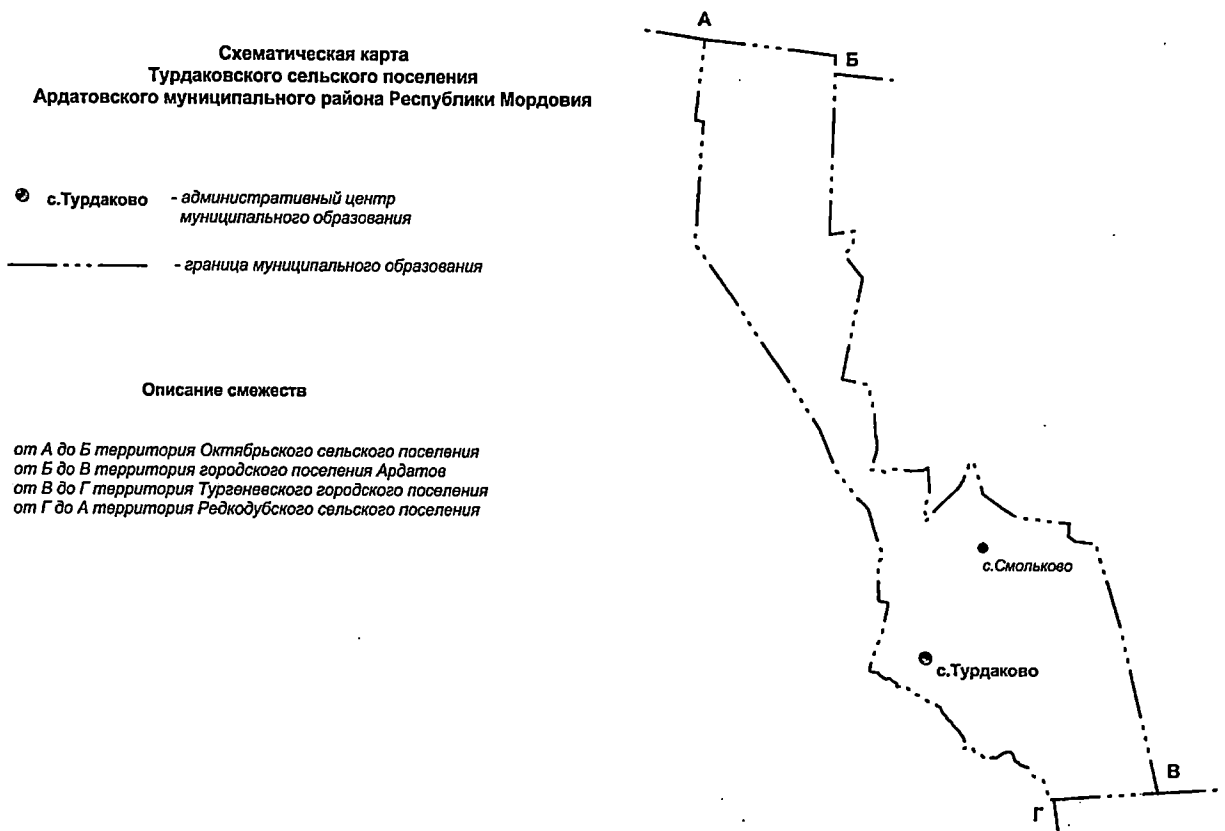 Схематическая карта
Турдаковского сельского поселения
Ардатовского муниципального района Республики Мордовия
с.Турдаково - административный центр
муниципального образования
- граница муниципального образования
Описание смежеств
от А до Б территория Октябрьского сельского поселения
от Б до В территория городского поселения Ардатов
от В до Г территория Тургеневского городского поселения
от Г до А территория Редкодубского сельского поселения
А
Б
с.Смольково
с.Турдаково
В
Г